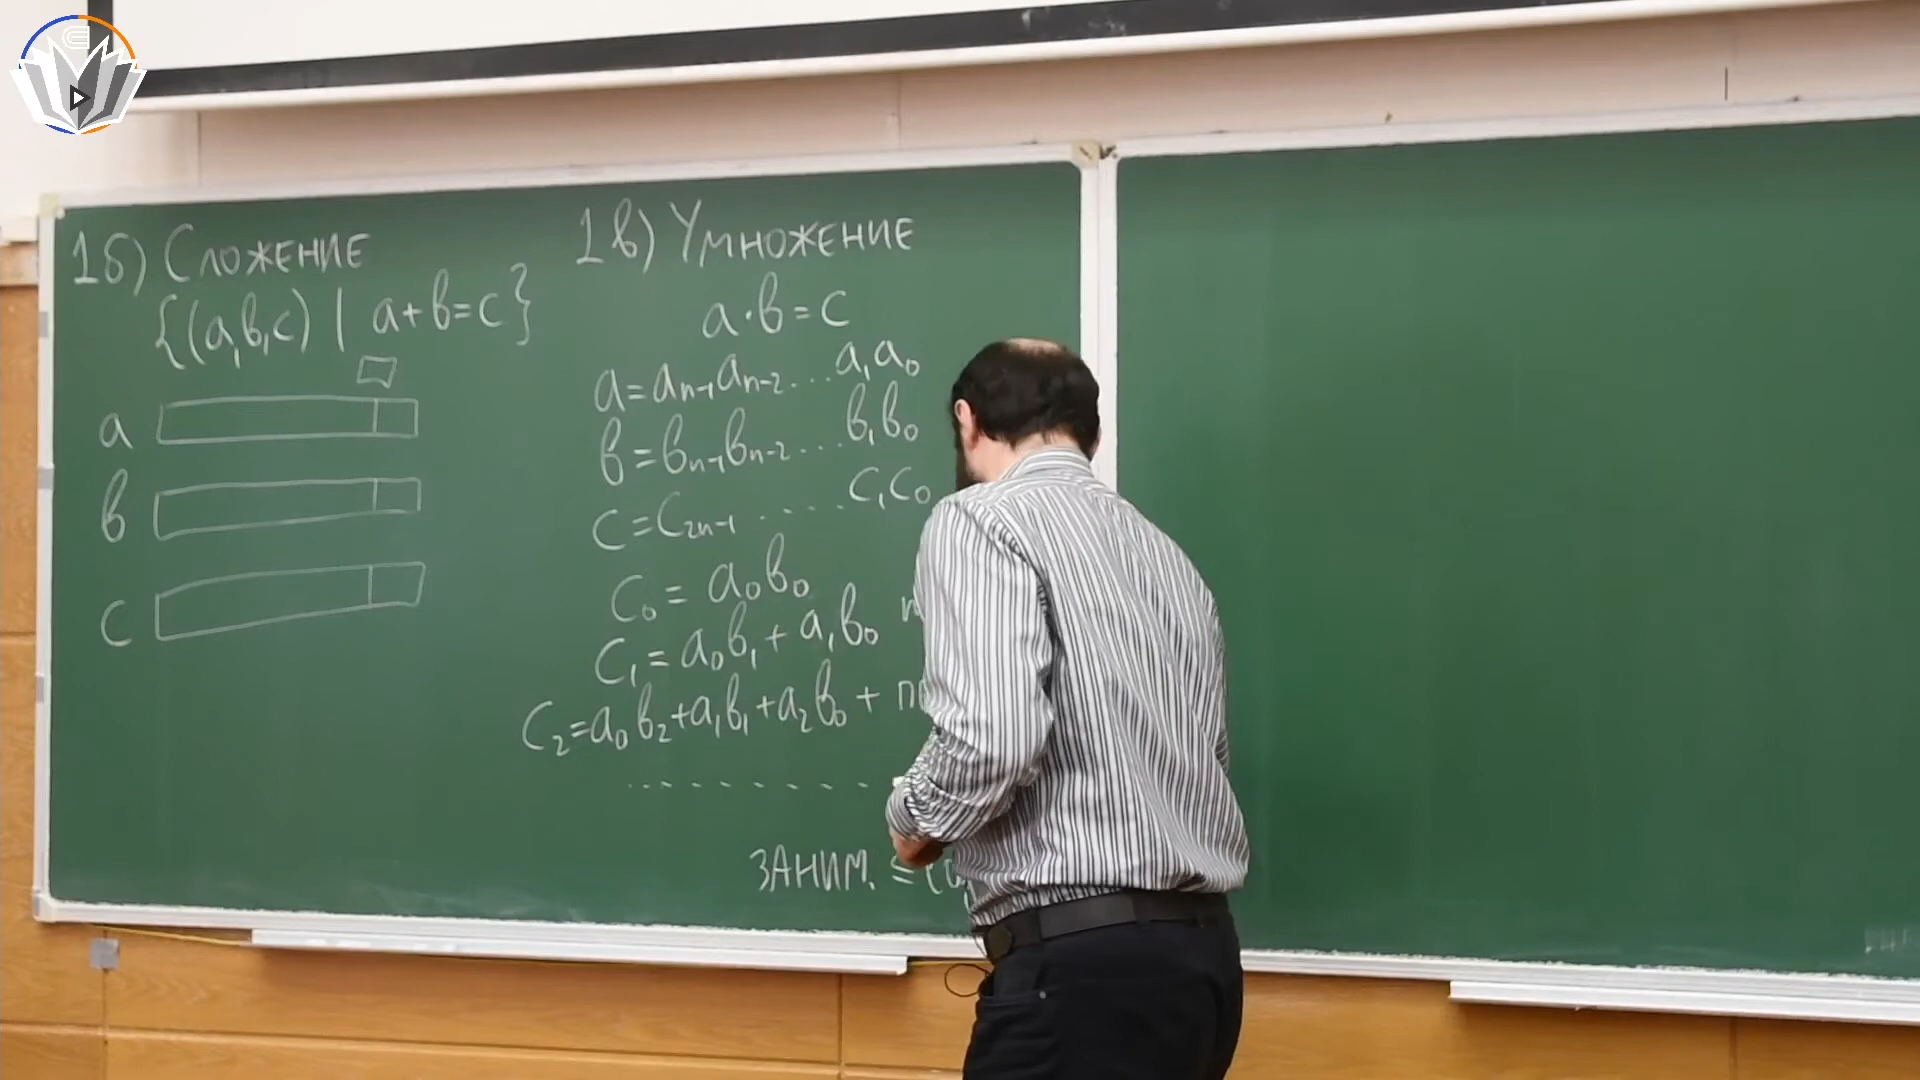 1б) Сложение
{(a,b,c) | a+b=c}
a
b
c
1в) Умножение
a·b=c
a=aₙ₋₁aₙ₋₂...a₁a₀
b=bₙ₋₁bₙ₋₂...b₁b₀
c=c₂ₙ₋₁.....c₁c₀
c₀=a₀b₀
c₁=a₀b₁+a₁b₀
c₂=a₀b₂+a₁b₁+a₂b₀+
.........
ЗАНИМ. ≤